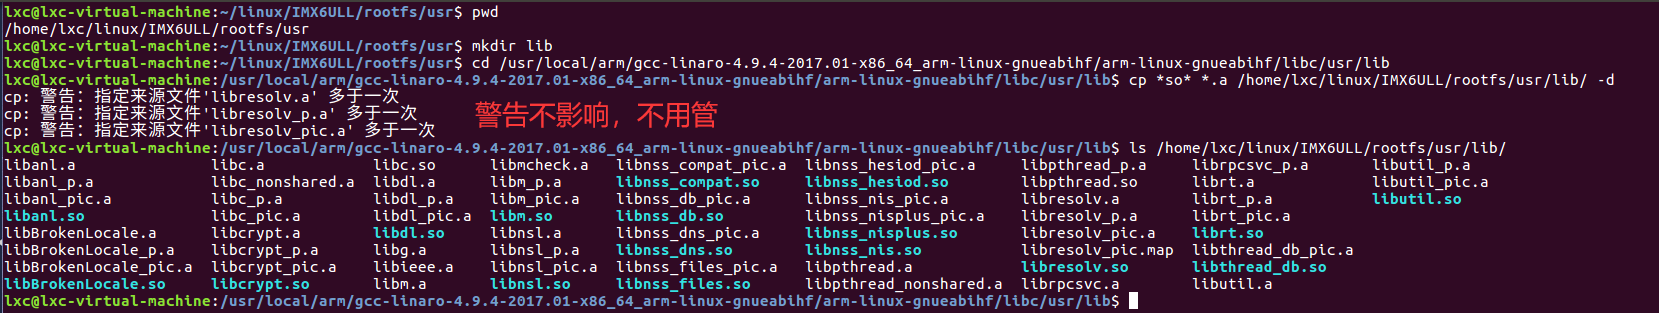 lxc@lxc-virtual-machine:~/linux/IMX6ULL/rootfs/usr$ pwd
/home/lxc/linux/IMX6ULL/rootfs/usr
lxc@lxc-virtual-machine:~/linux/IMX6ULL/rootfs/usr$ mkdir lib
lxc@lxc-virtual-machine:~/linux/IMX6ULL/rootfs/usr$ cd /usr/local/arm/gcc-linaro-4.9.4-2017.01-x86_64_arm-linux-gnueabihf/arm-linux-gnueabihf/libc/usr/lib
lxc@lxc-virtual-machine:/usr/local/arm/gcc-linaro-4.9.4-2017.01-x86_64_arm-linux-gnueabihf/arm-linux-gnueabihf/libc/usr/lib$ cp *so* *.a /home/lxc/linux/IMX6ULL/rootfs/usr/lib/ -d
cp: 警告：指定来源文件'libresolv.a' 多于一次
cp: 警告：指定来源文件'libresolv_p.a' 多于一次
cp: 警告：指定来源文件'libresolv_pic.a' 多于一次
警告不影响，不用管
lxc@lxc-virtual-machine:/usr/local/arm/gcc-linaro-4.9.4-2017.01-x86_64_arm-linux-gnueabihf/arm-linux-gnueabihf/libc/usr/lib$ ls /home/lxc/linux/IMX6ULL/rootfs/usr/lib/
libanl.a libc.a libc.so libmcheck.a libnss_compat_pic.a libnss_hesiod_pic.a libpthread_p.a librpcsvc_p.a libutil_p.a
libanl_p.a libc_nonshared.a libdl.a libm_p.a libnss_compat.so libnss_hesiod.so libpthread.so librt.a libutil_pic.a
libanl_pic.a libc_p.a libdl_p.a libm_pic.a libnss_db_pic.a libnss_nis_pic.a libresolv.a librt_p.a libutil.so
libanl.so libc_pic.a libdl_pic.a libm.so libnss_db.so libnss_nisplus_pic.a libresolv_p.a librt_pic.a
libBrokenLocale.a libcrypt.a libdl.so libnsl.a libnss_dns_pic.a libnss_nisplus.so libresolv_pic.a librt.so
libBrokenLocale_p.a libcrypt_p.a libg.a libnsl_p.a libnss_dns.so libnss_nis.so libresolv_pic.map libthread_db_pic.a
libBrokenLocale_pic.a libcrypt_pic.a libieee.a libnsl_pic.a libnss_files_pic.a libpthread.a libresolv.so libthread_db.so
libBrokenLocale.so libcrypt.so libm.a libnsl.so libnss_files.so libpthread_nonshared.a librpcsvc.a libutil.a
lxc@lxc-virtual-machine:/usr/local/arm/gcc-linaro-4.9.4-2017.01-x86_64_arm-linux-gnueabihf/arm-linux-gnueabihf/libc/usr/lib$